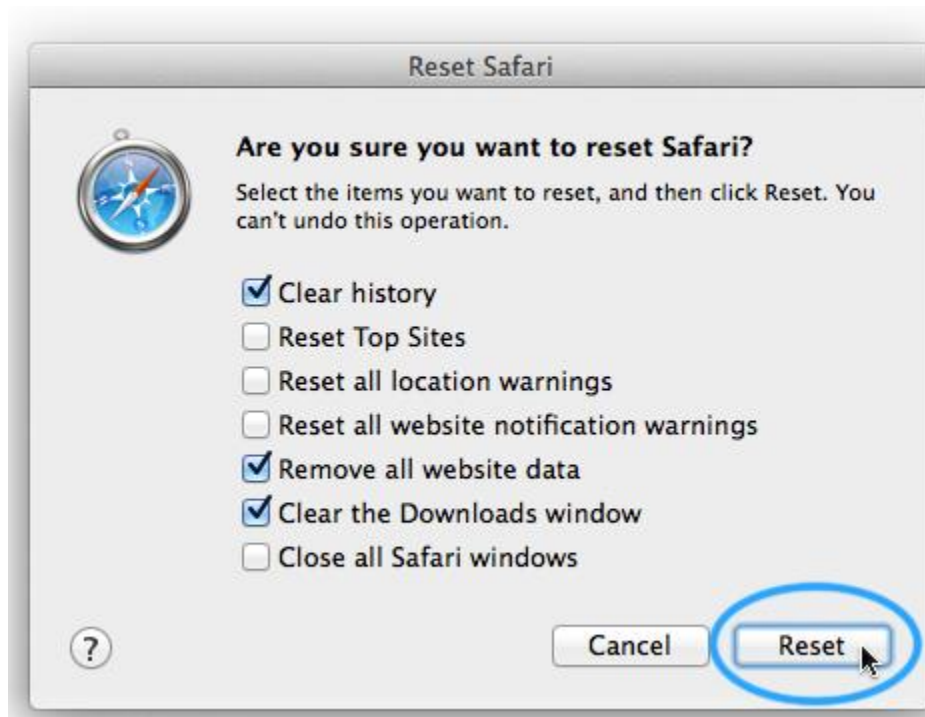 Reset Safari
Are you sure you want to reset Safari?
Select the items you want to reset, and then click Reset. You
can't undo this operation.
Clear history
Reset Top Sites
Reset all location warnings
Reset all website notification warnings
Remove all website data
Clear the Downloads window
Close all Safari windows
?
Cancel
Reset